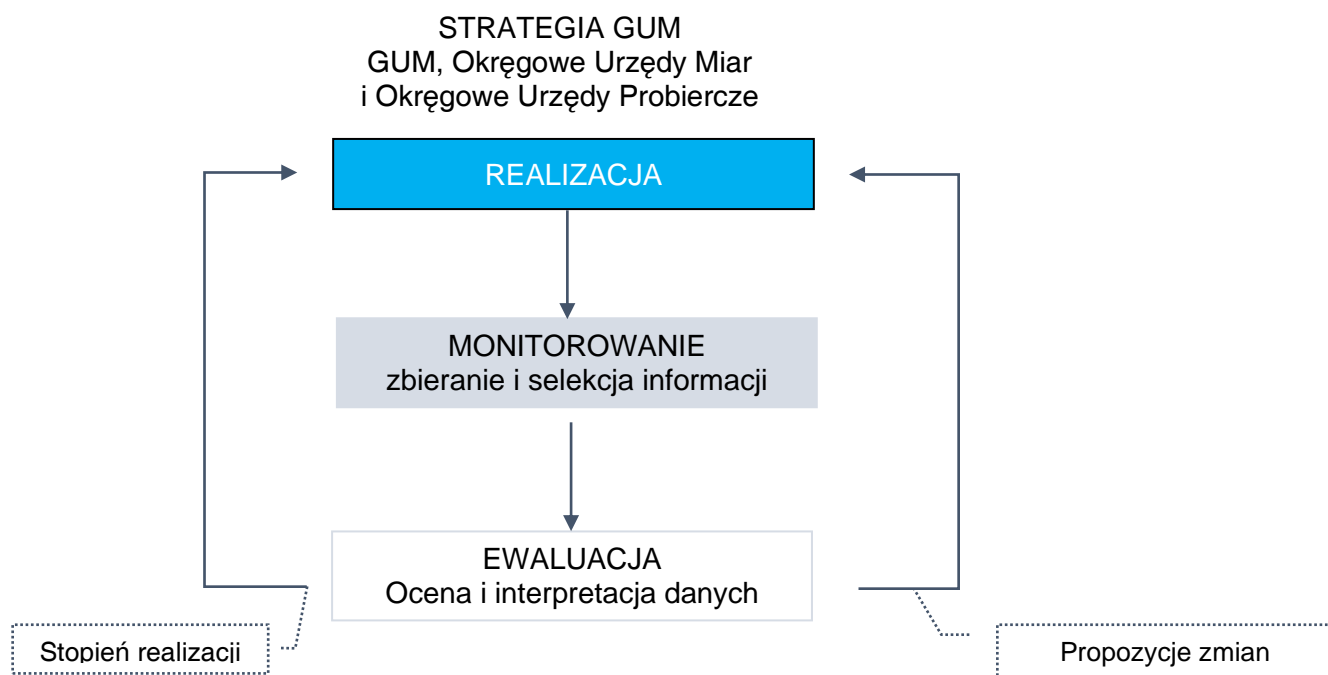 STRATEGIA GUM
GUM, Okręgowe Urzędy Miar
i Okręgowe Urzędy Probiercze
REALIZACJA
MONITOROWANIE
zbieranie i selekcja informacji
EWALUACJA
Ocena i interpretacja danych
Stopień realizacji
Propozycje zmian